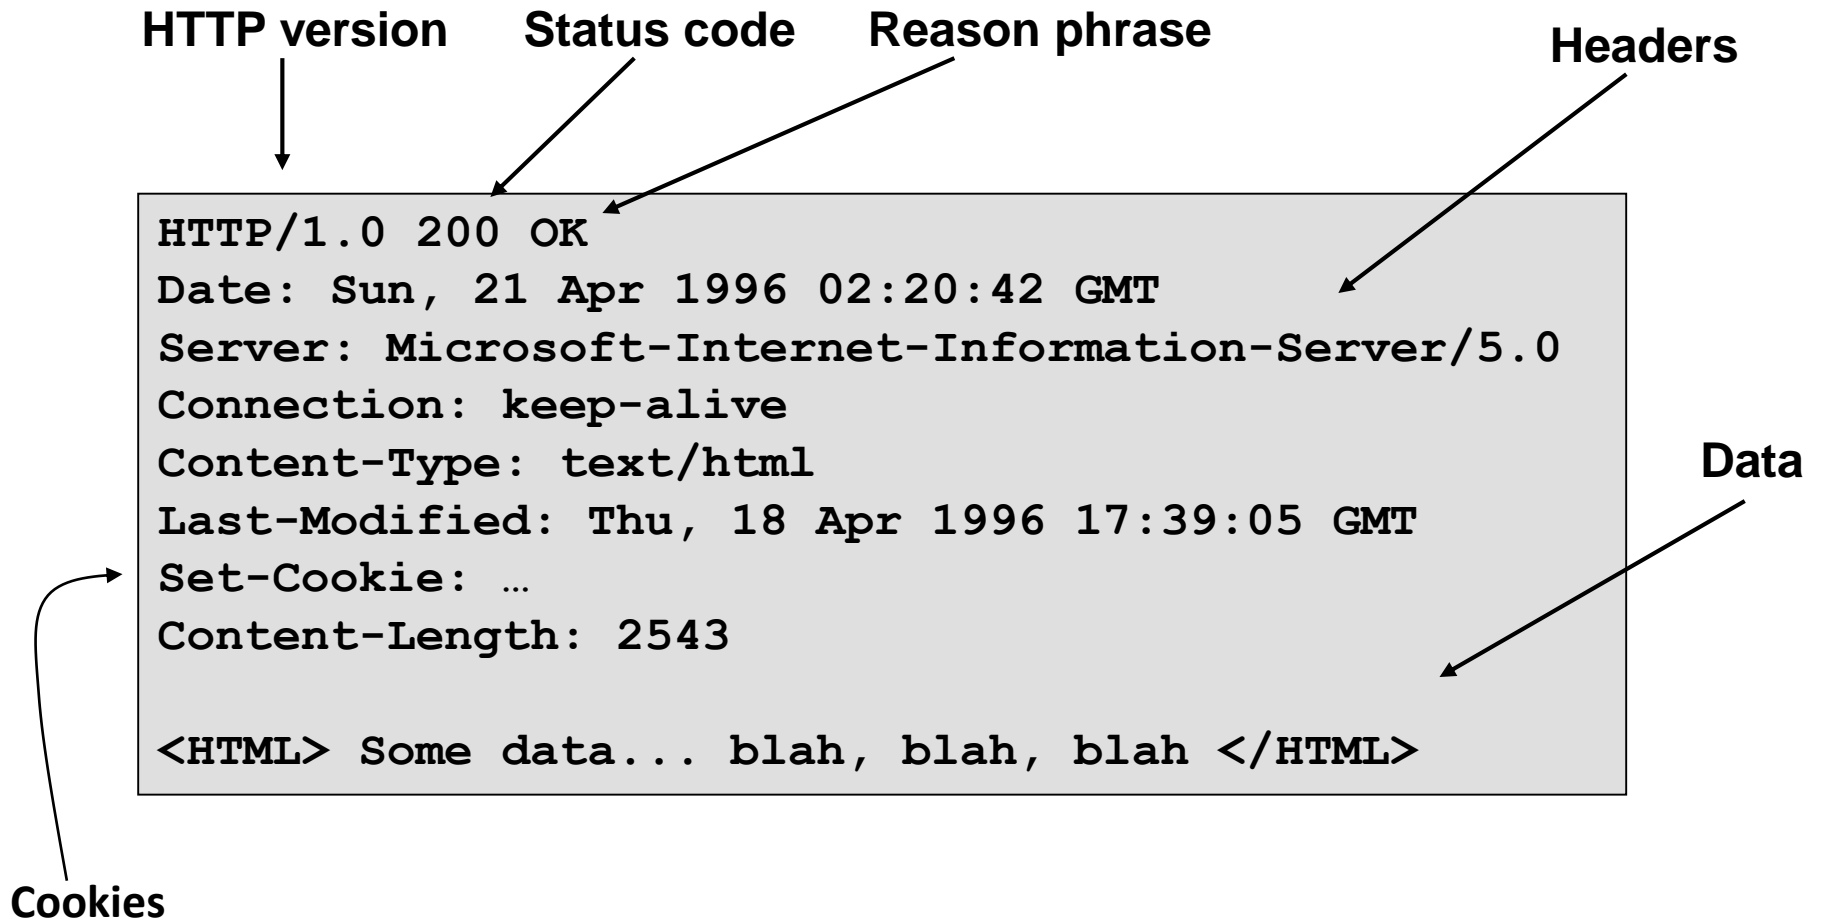 HTTP version Status code Reason phrase Headers
HTTP/1.0 200 OK
Date: Sun, 21 Apr 1996 02:20:42 GMT
Server: Microsoft-Internet-Information-Server/5.0
Connection: keep-alive
Content-Type: text/html
Data
Last-Modified: Thu, 18 Apr 1996 17:39:05 GMT
Set-Cookie: …
Content-Length: 2543
<HTML> Some data... blah, blah, blah </HTML>
Cookies